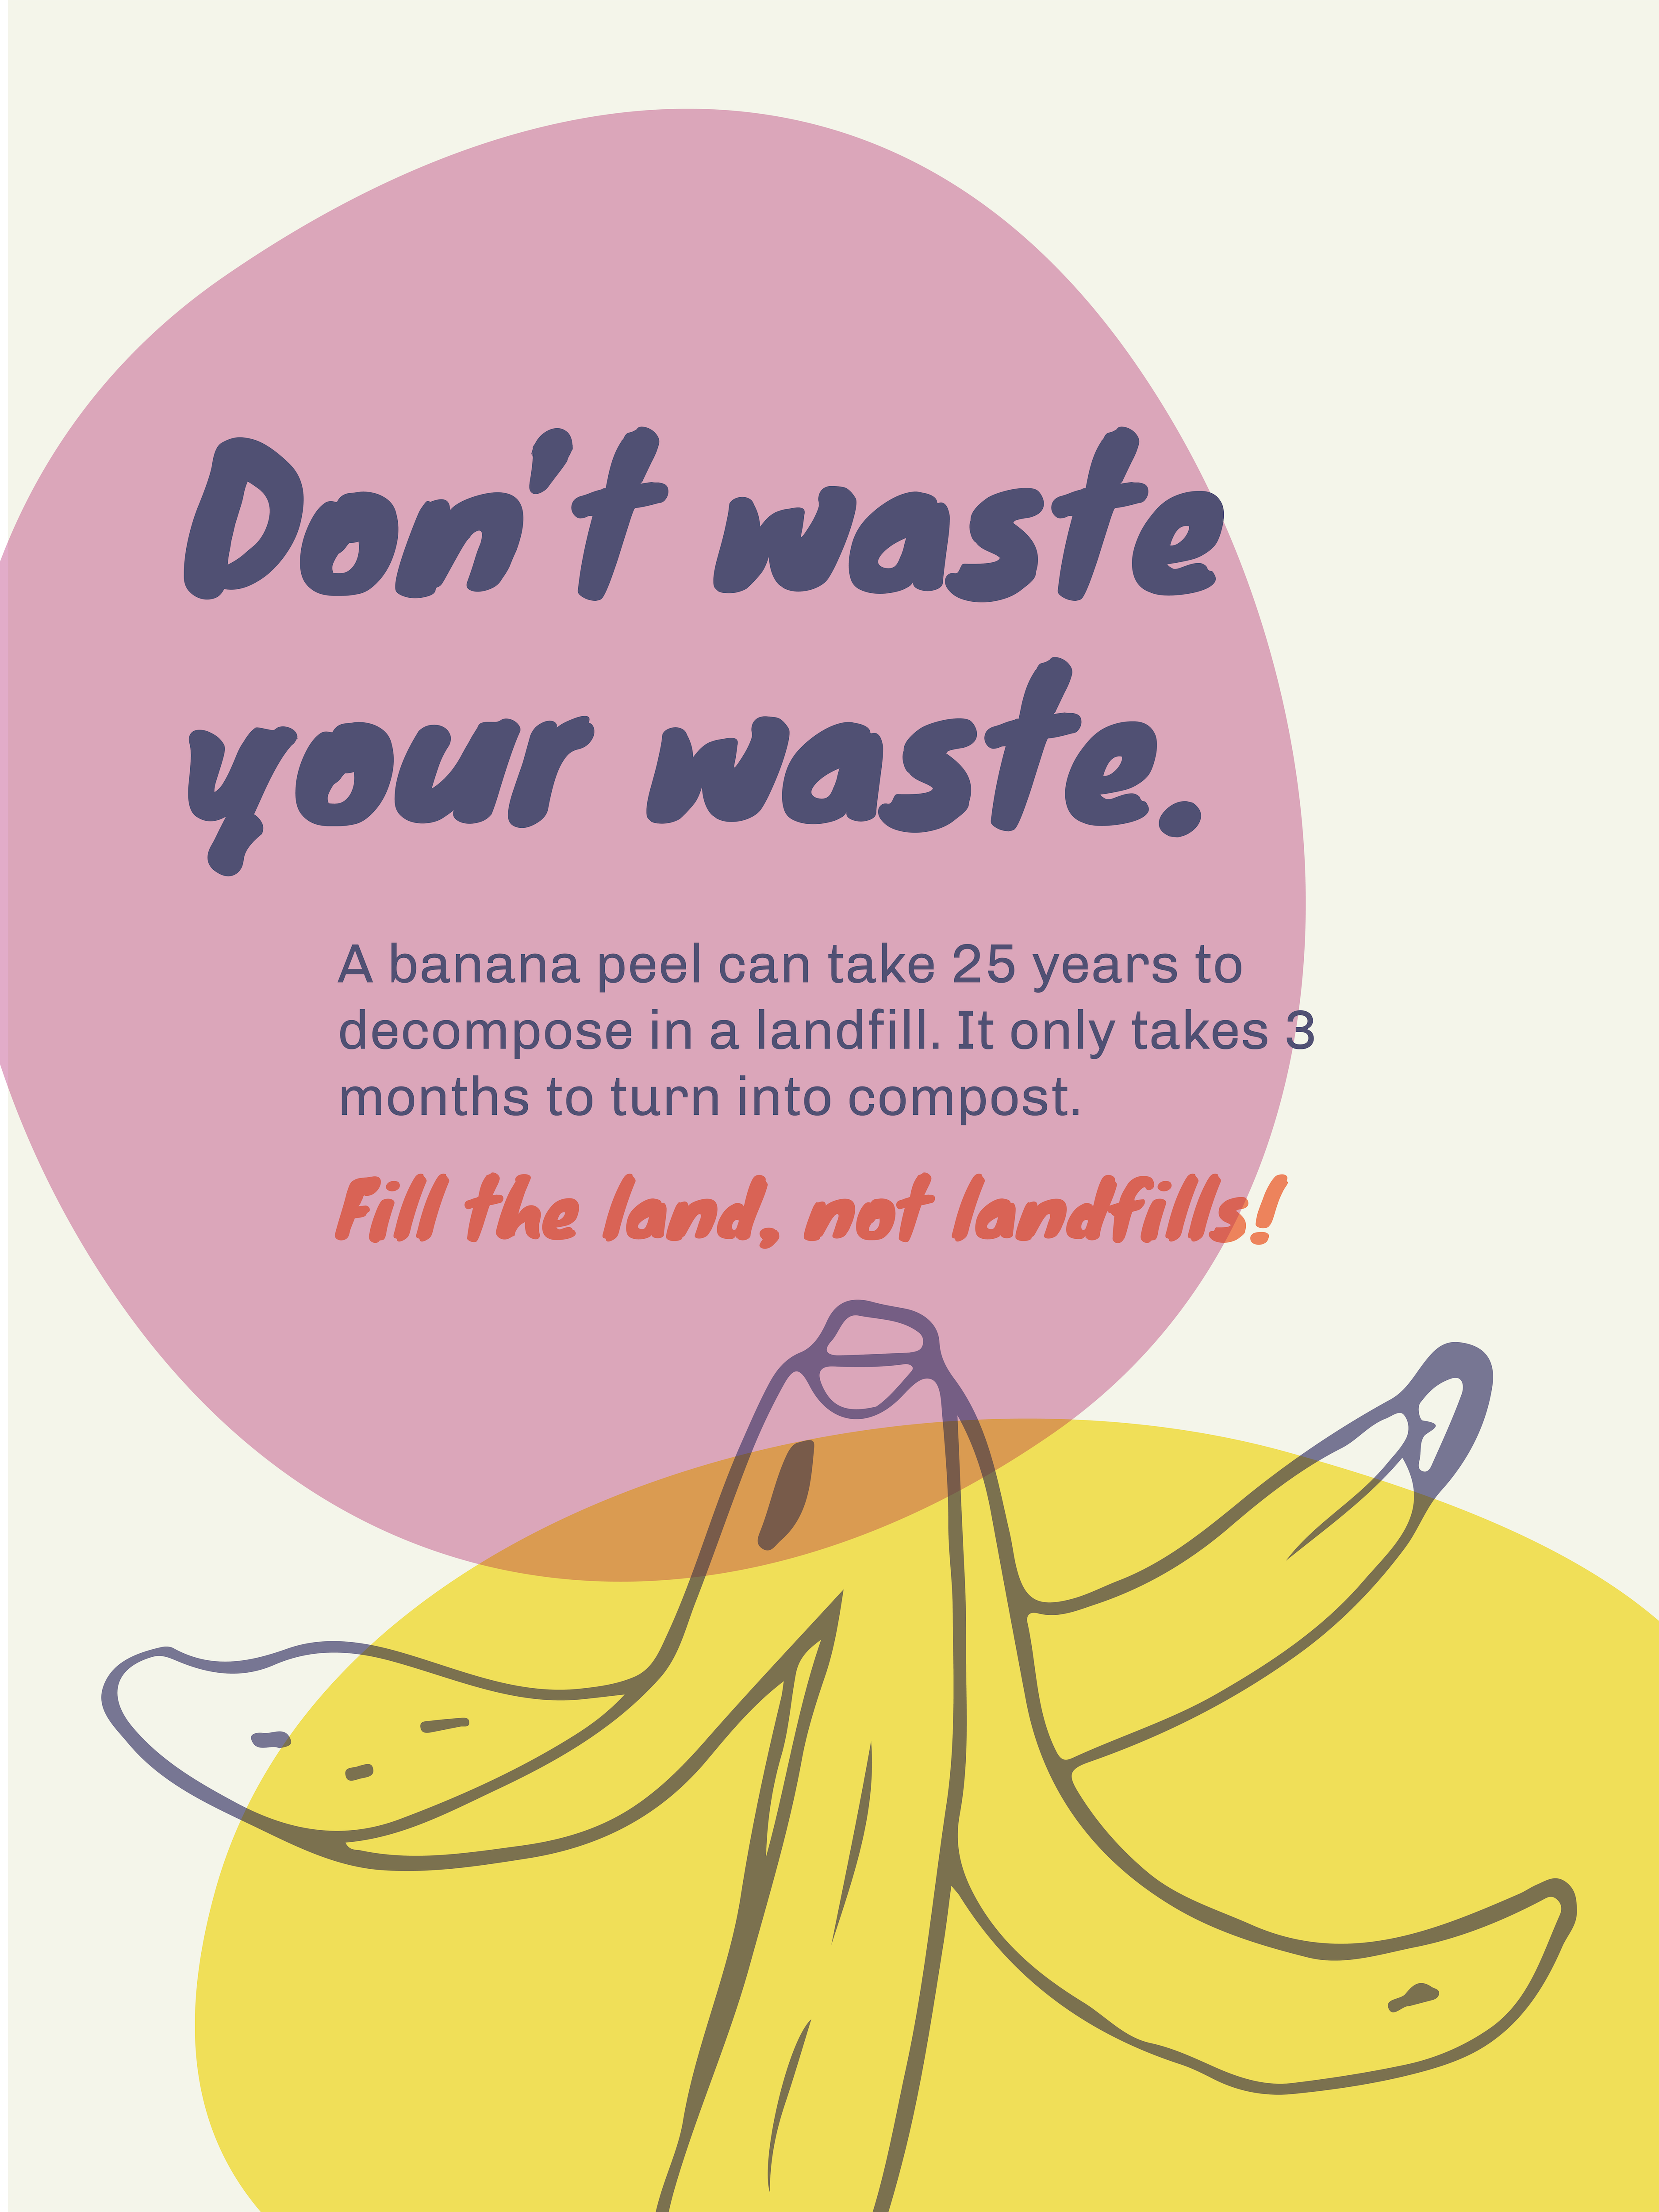 Don't waste
your waste.
A banana peel can take 25 years to
decompose in a landfill. It only takes 3
months to turn into compost.
Fill the land, not landfills!